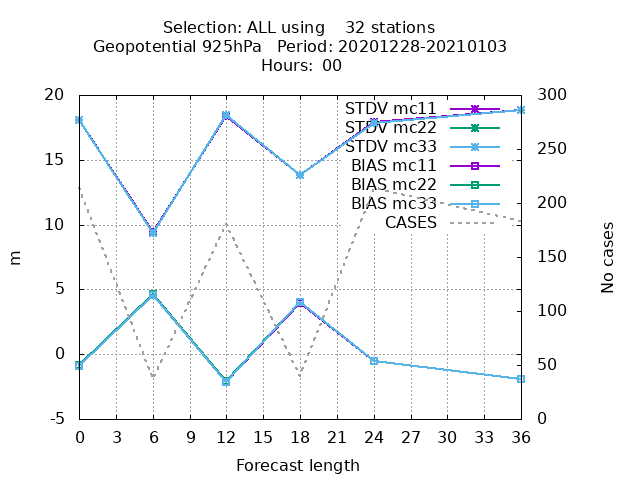 Selection: ALL using 32 stations
Geopotential 925hPa Period: 20201228-20210103
Hours: 00
20
15
10
5
0
-5
m
STDV mc11
STDV mc22
STDV mc33
BIAS mc11
BIAS mc22
BIAS mc33
CASES
300
250
200
150
100
50
0
No cases
0 3 6 9 12 15 18 21 24 27 30 33 36
Forecast length